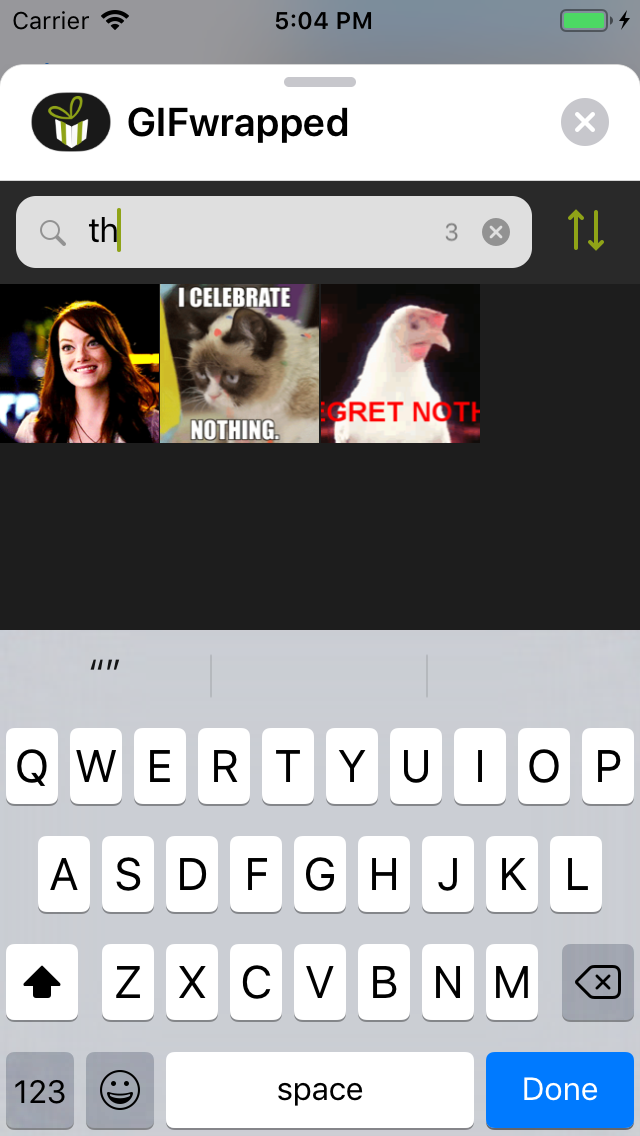 Carrier 5:04 PM
GIFwrapped
th 3
I CELEBRATE
NOTHING.
EGRET NOTH
“”
Q W E R T Y U I O P
A S D F G H J K L
Z X C V B N M
123 space Done